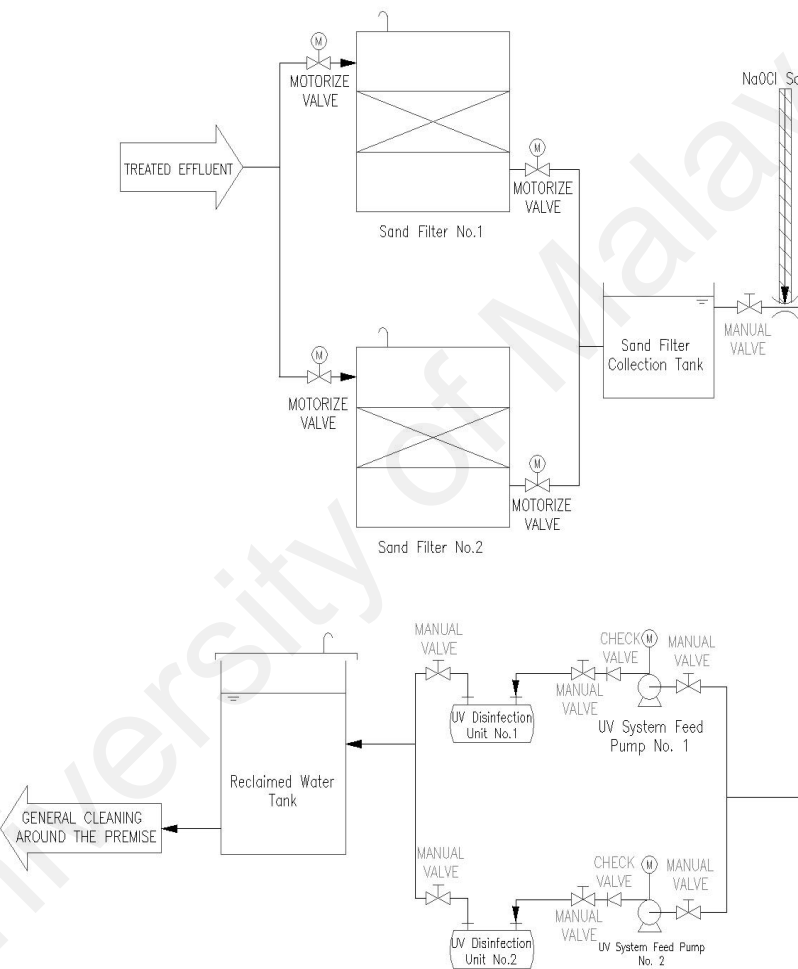 M
MOTORIZE
VALVE
TREATED EFFLUENT
M
MOTORIZE
VALVE
Sand Filter No.1
NaOCl
M
MOTORIZE
VALVE
Sand Filter
Collection Tank
MANUAL
VALVE
M
MOTORIZE
VALVE
Sand Filter No.2
MANUAL
VALVE
UV Disinfection
Unit No.1
CHECK
VALVE
M
MANUAL
VALVE
MANUAL
VALVE
UV System Feed
Pump No. 1
Reclaimed Water
Tank
GENERAL CLEANING
AROUND THE PREMISE
MANUAL
VALVE
UV Disinfection
Unit No.2
CHECK
VALVE
M
MANUAL
VALVE
MANUAL
VALVE
UV System Feed Pump
No. 2
University of Malay